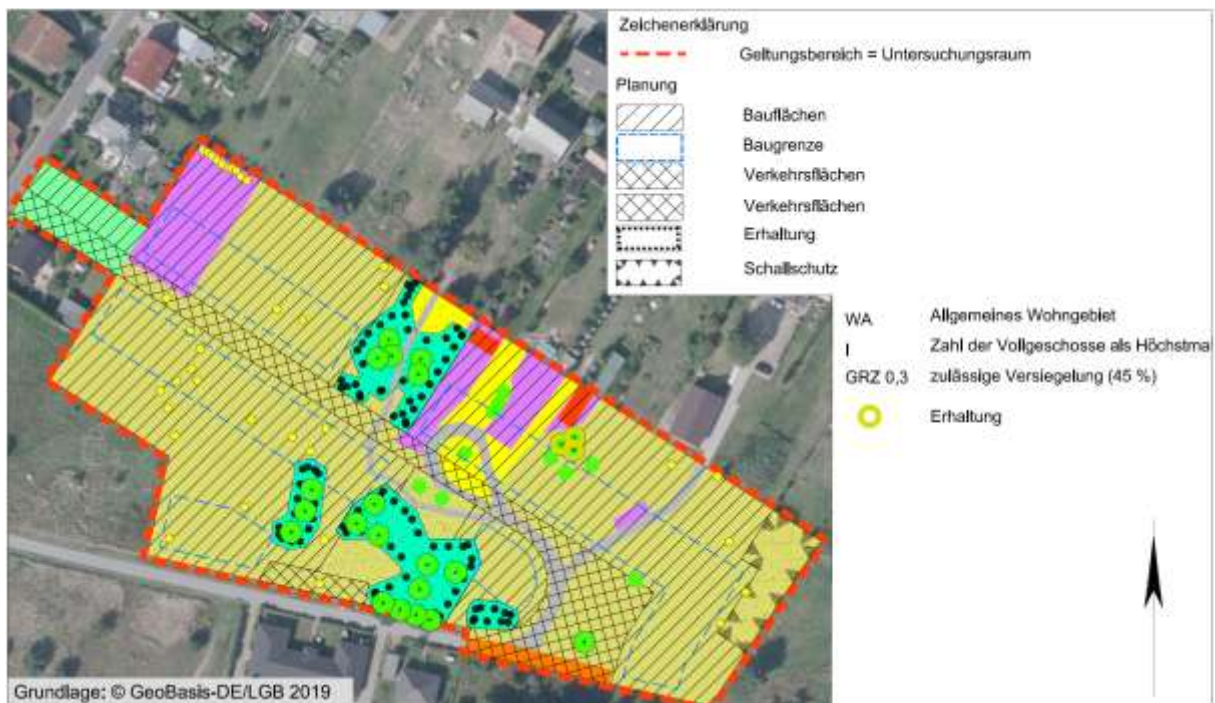 Zeichenerklärung
Geltungsbereich = Untersuchungsraum
Planung
Bauflächen
Baugrenze
Verkehrsflächen
Verkehrsflächen
Erhaltung
Schallschutz
WA Allgemeines Wohngebiet
I Zahl der Vollgeschosse als Höchstma
GRZ 0,3 zulässige Versiegelung (45 %)
Erhaltung
Grundlage: © GeoBasis-DE/LGB 2019